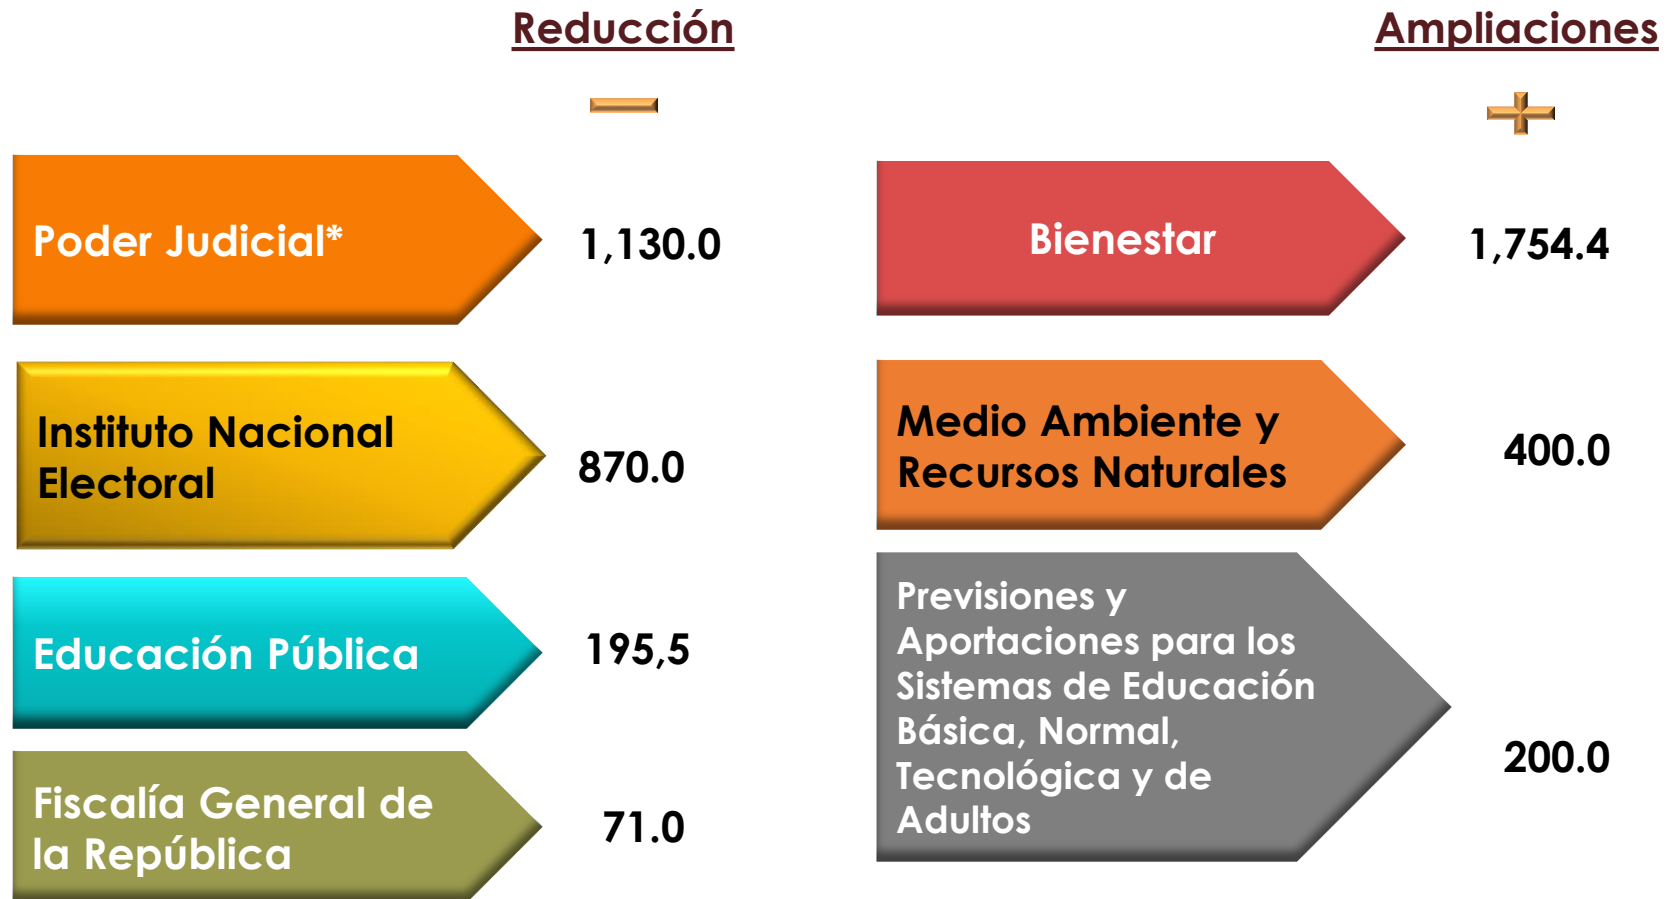 Reducción
Poder Judicial*
1,130.0
Instituto Nacional
Electoral
870.0
Educación Pública
195,5
Fiscalía General de
la República
71.0
Ampliaciones
Bienestar
1,754.4
Medio Ambiente y
Recursos Naturales
400.0
Previsiones y
Aportaciones para los
Sistemas de Educación
Básica, Normal,
Tecnológica y de
Adultos
200.0